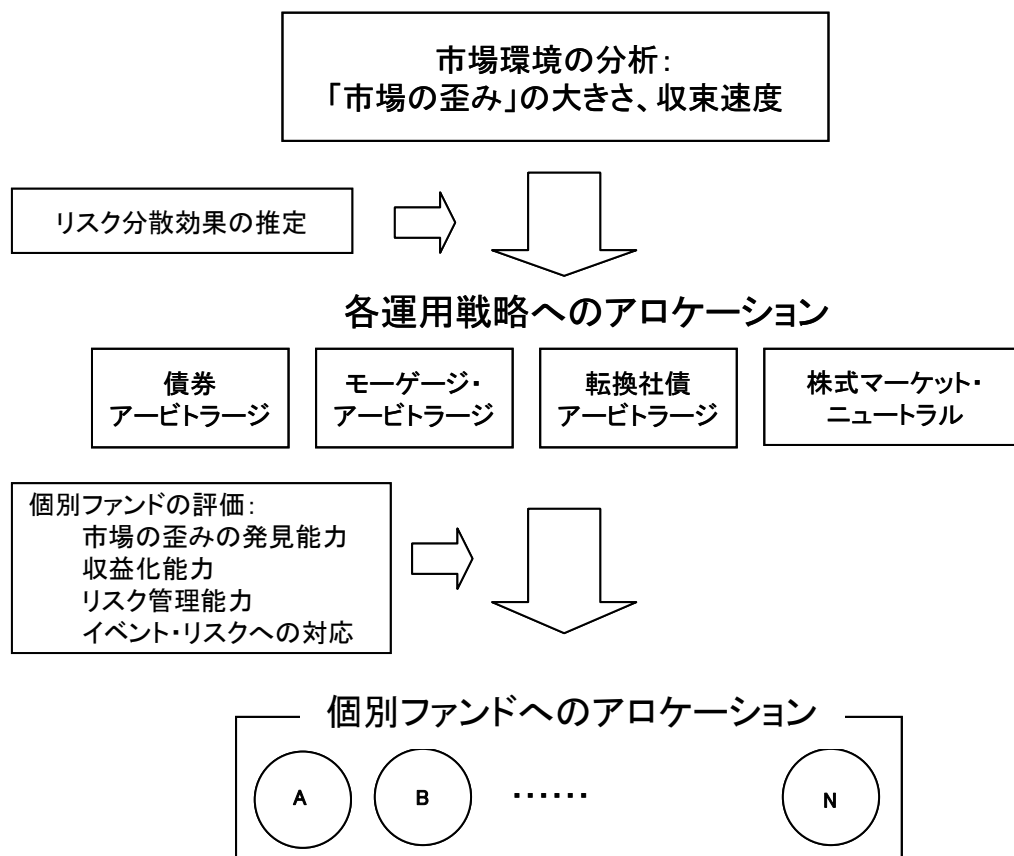 市場環境の分析：
「市場の歪み」の大きさ、収束速度
リスク分散効果の推定
各運用戦略へのアロケーション
債券
アービトラージ
モーゲージ・
アービトラージ
転換社債
アービトラージ
株式マーケット・
ニュートラル
個別ファンドの評価：
市場の歪みの発見能力
収益化能力
リスク管理能力
イベント・リスクへの対応
個別ファンドへのアロケーション
A
B
・・・・・・
N